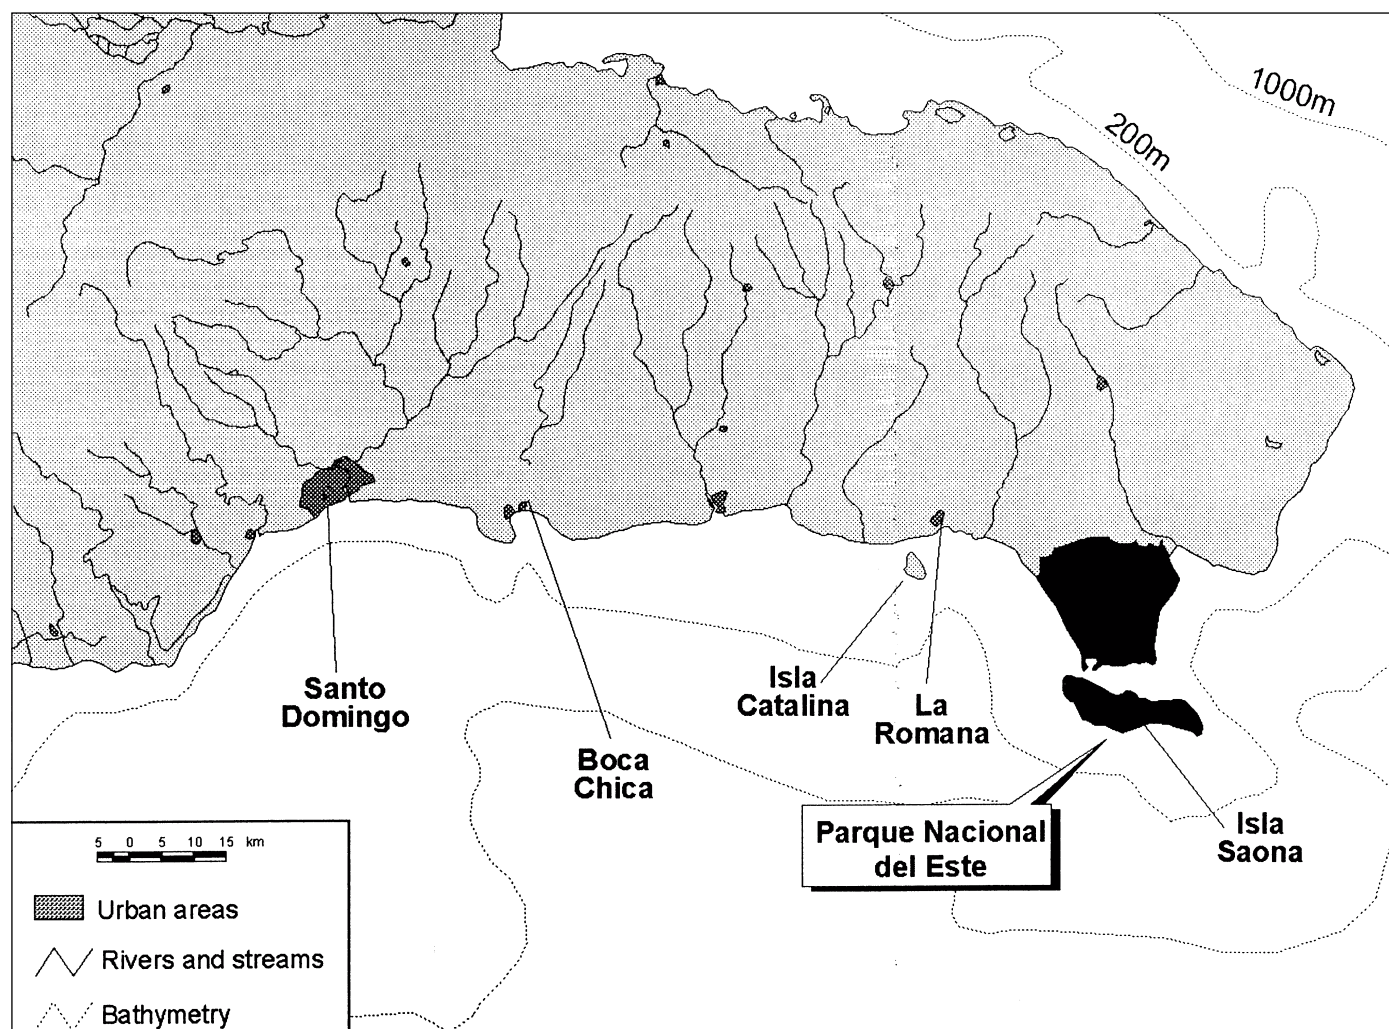 1000m
200m
Santo
Domingo
Boca
Chica
Isla
Catalina
La
Romana
Parque Nacional
del Este
Isla
Saona
5 0 5 10 15 km
Urban areas
Rivers and streams
Bathymetry